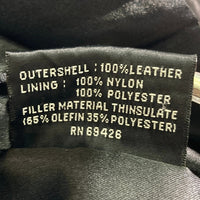 OUTERSHELL : 100% LEATHER
LINING : 100% NYLON
100% POLYESTER
FILLER MATERIAL THINSULATE
(65% OLEFIN 35% POLYESTER)
RN 69426